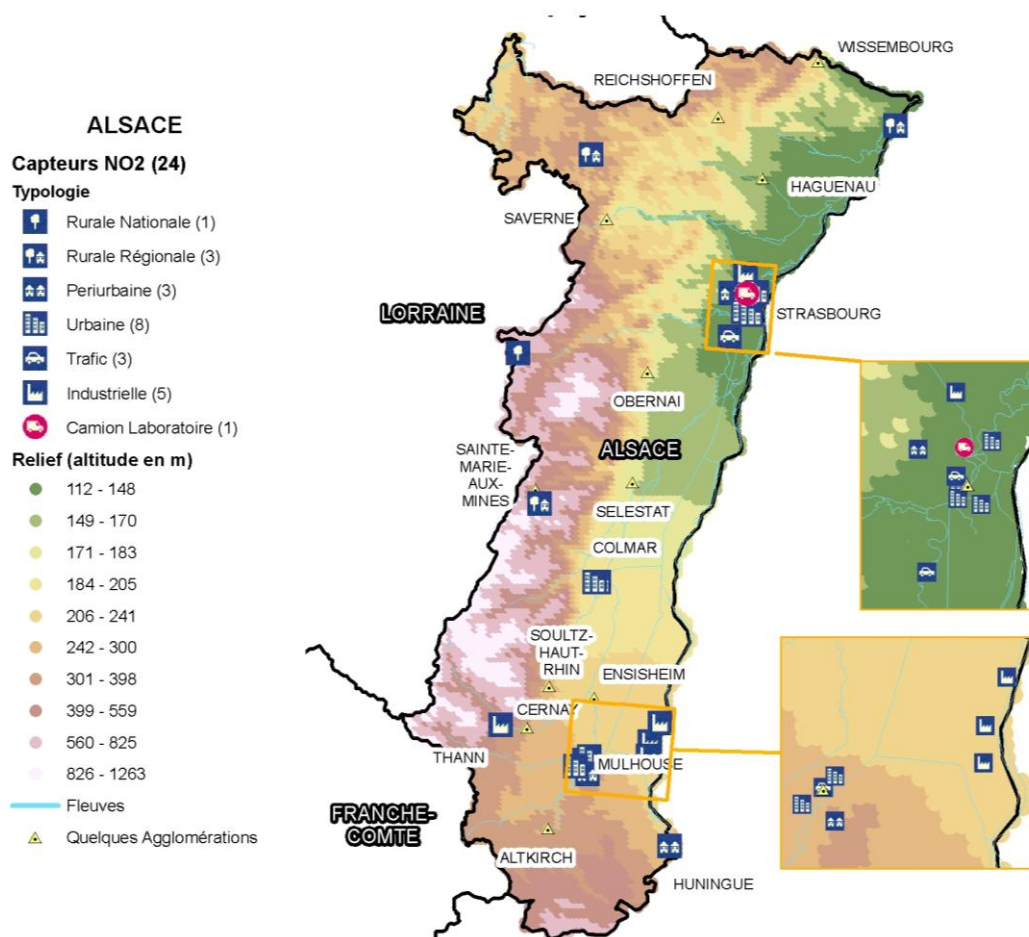 ALSACE
Capteurs NO2 (24)
Typologie
Rurale Nationale (1)
Rurale Régionale (3)
Periurbaine (3)
Urbaine (8)
Trafic (3)
Industrielle (5)
Camion Laboratoire (1)
Relief (altitude en m)
112 - 148
149 - 170
171 - 183
184 - 205
206 - 241
242 - 300
301 - 398
399 - 559
560 - 825
826 - 1263
Fleuves
Quelques Agglomérations
WISSEMBOURG
REICHSHOFFEN
HAGUENAU
SAVERNE
LORRAINE
STRASBOURG
OBERNAI
ALSACE
SAINTE-
MARIE-
AUX-
MINES
SELESTAT
COLMAR
SOULTZ-
HAUT-
RHIN
ENSISHEIM
CERNAY
THANN
MULHOUSE
FRANCHE-
COMTE
ALTKIRCH
HUNINGUE